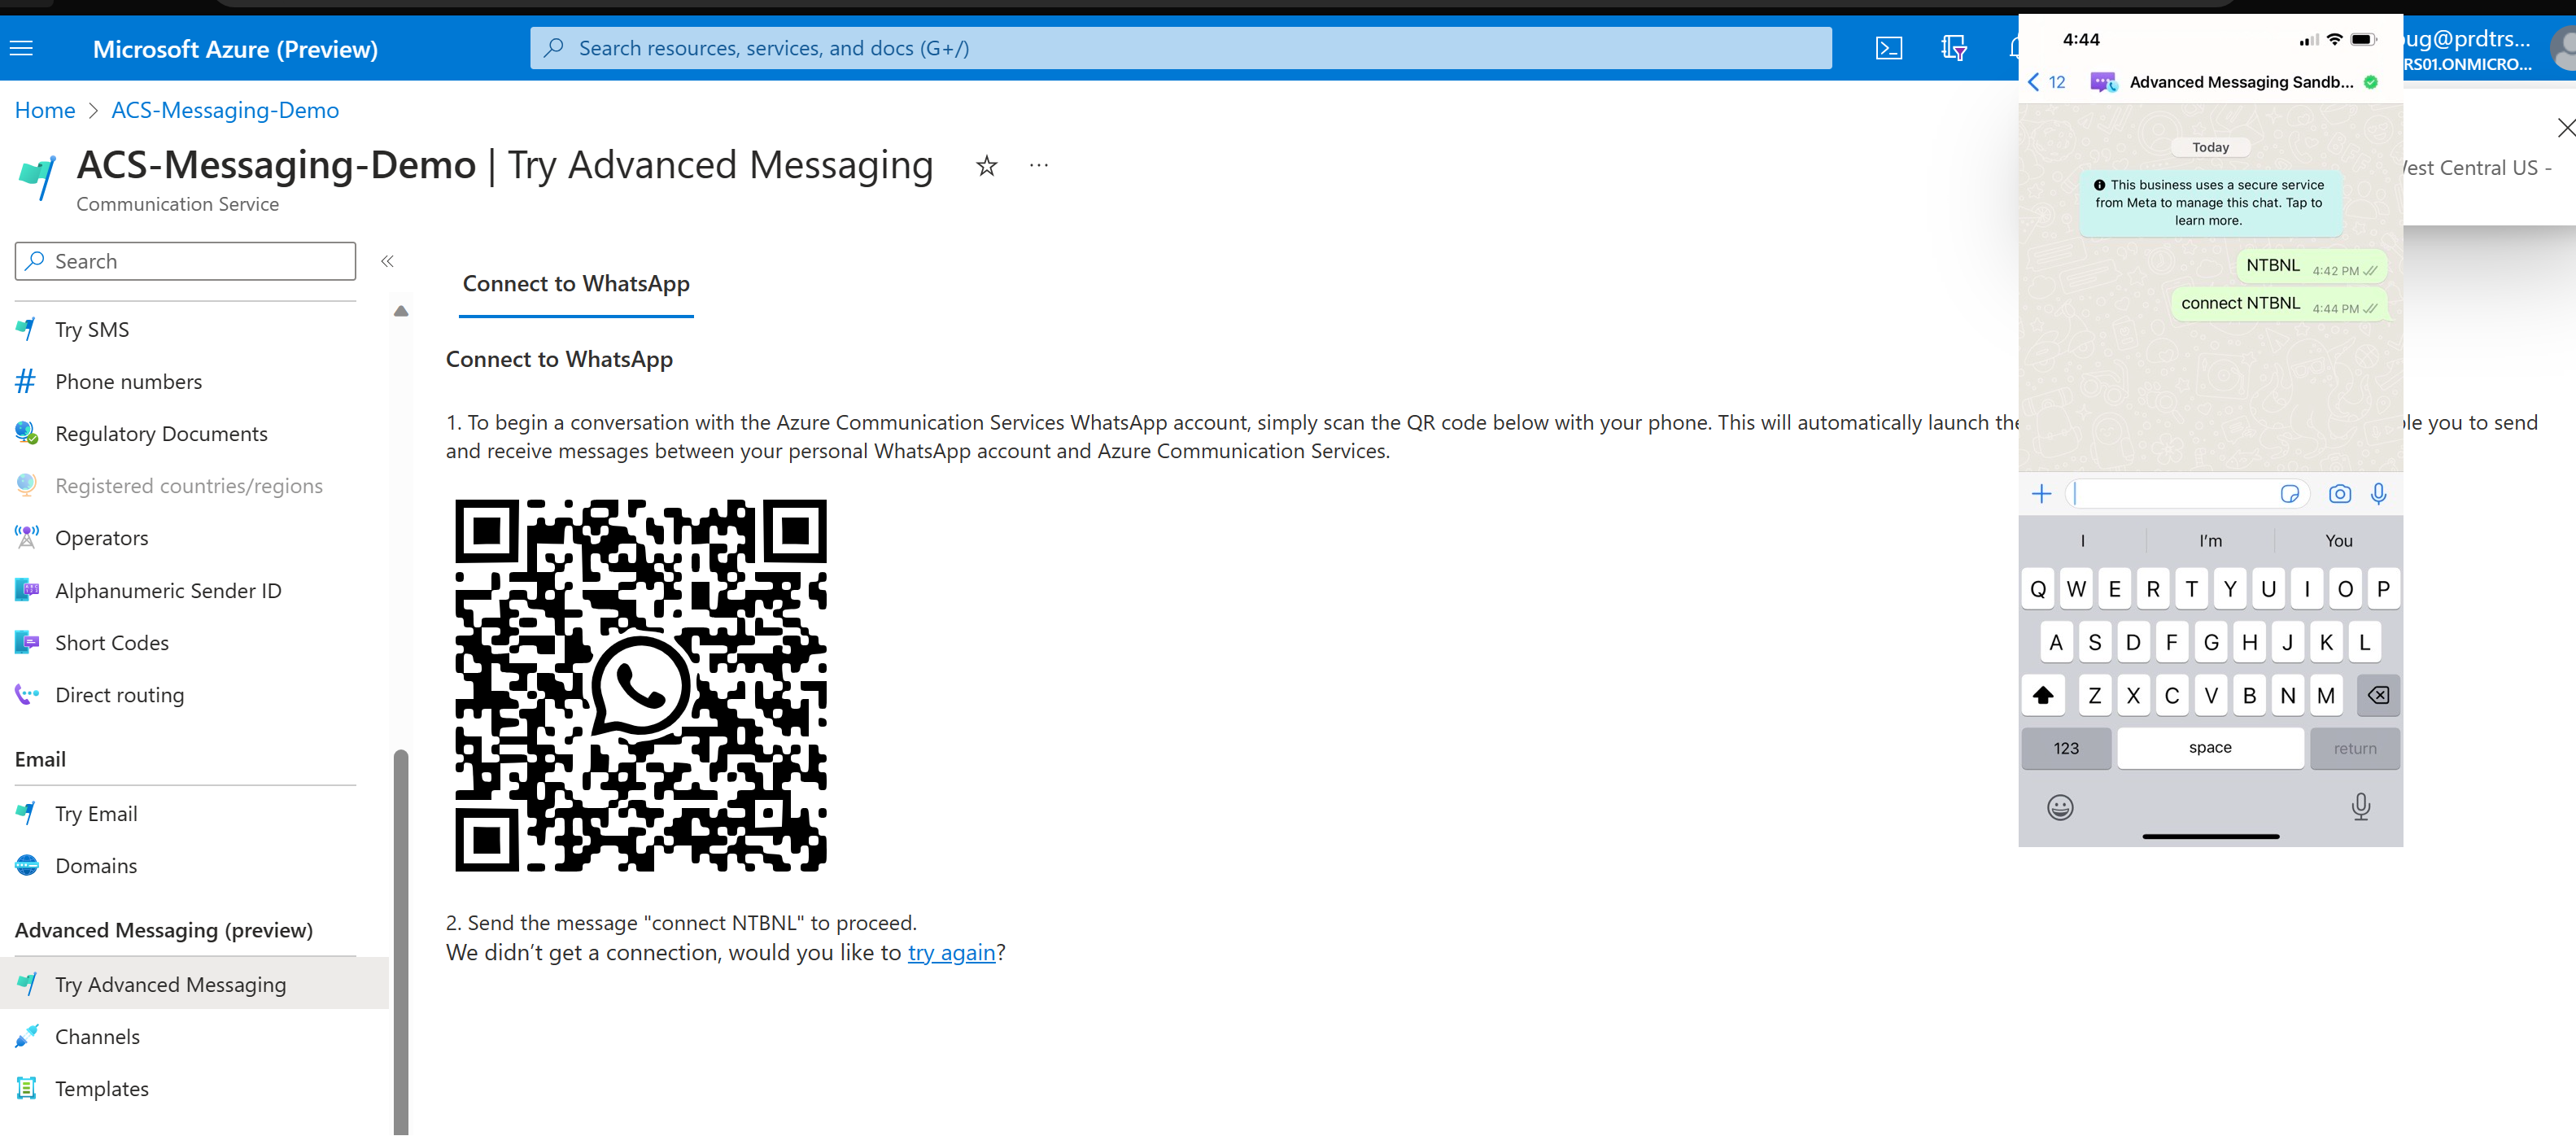 Microsoft Azure (Preview)
Search resources, services, and docs (G+/)
ug@prdtrs...
RS01.ONMICRO...
Home > ACS-Messaging-Demo
ACS-Messaging-Demo | Try Advanced Messaging
Communication Service
est Central US -
Search
Try SMS
Phone numbers
Regulatory Documents
Registered countries/regions
Operators
Alphanumeric Sender ID
Short Codes
Direct routing
Email
Try Email
Domains
Advanced Messaging (preview)
Try Advanced Messaging
Channels
Templates
Connect to WhatsApp
Connect to WhatsApp
1. To begin a conversation with the Azure Communication Services WhatsApp account, simply scan the QR code below with your phone. This will automatically launch the
le you to send
and receive messages between your personal WhatsApp account and Azure Communication Services.
2. Send the message "connect NTBNL" to proceed.
We didn't get a connection, would you like to try again?
4:44
12 Advanced Messaging Sandb...
Today
This business uses a secure service
from Meta to manage this chat. Tap to
learn more.
NTBNL 4:42 PM
connect NTBNL 4:44 PM
I I'm You
Q W E R T Y U I O P
A S D F G H J K L
Z X C V B N M
123 space return